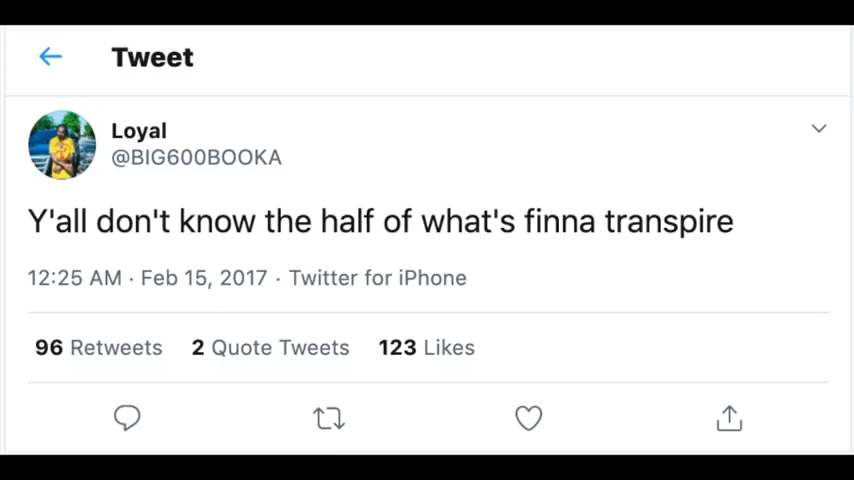 Tweet
Loyal
@BIG600BOOKA
Y'all don't know the half of what's finna transpire
12:25 AM · Feb 15, 2017 · Twitter for iPhone
96 Retweets 2 Quote Tweets 123 Likes